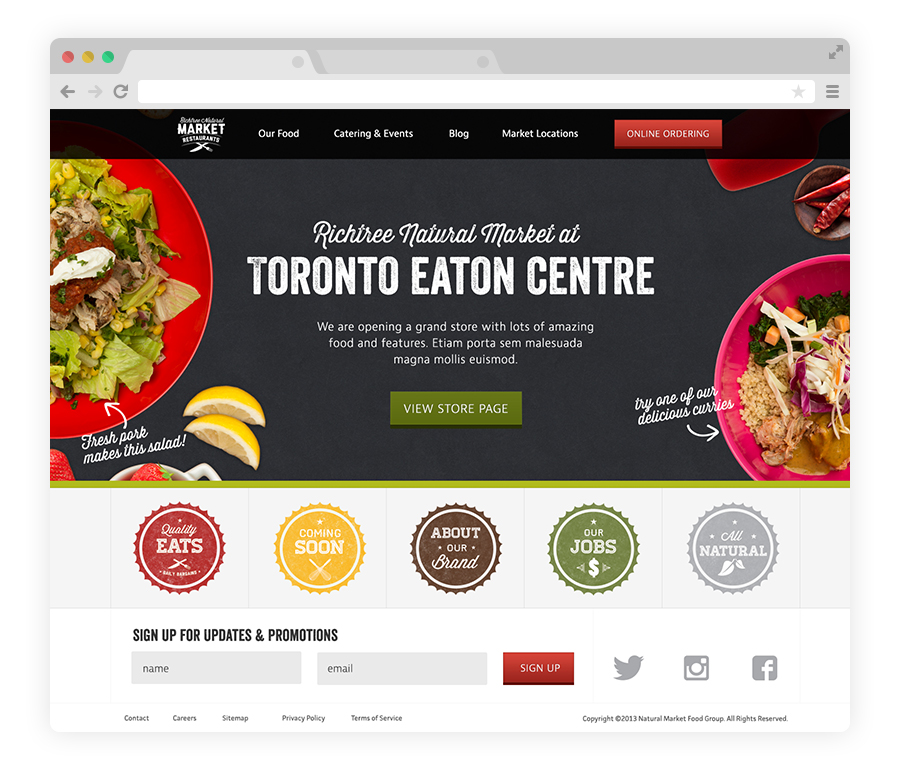 Richtree Natural
MARKET
RESTAURANTS
Our Food
Catering & Events
Blog
Market Locations
ONLINE ORDERING
Richtree Natural Market at
TORONTO EATON CENTRE
We are opening a grand store with lots of amazing
food and features. Etiam porta sem malesuada
magna mollis euismod.
VIEW STORE PAGE
Fresh pork
makes this salad!
try one of our
delicious curries
Quality
EATS
DAILY BARGAINS
COMING
SOON
ABOUT
OUR
Brand
OUR
JOBS
$
All
NATURAL
SIGN UP FOR UPDATES & PROMOTIONS
name
email
SIGN UP
Contact
Careers
Sitemap
Privacy Policy
Terms of Service
Copyright ©2013 Natural Market Food Group. All Rights Reserved.